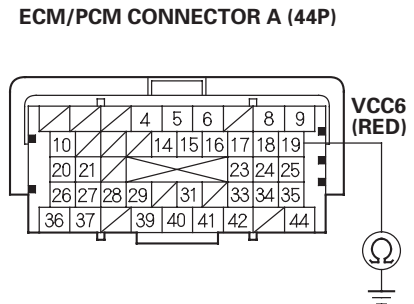 ECM/PCM CONNECTOR A (44P)
4 5 6 8 9
VCC6
(RED)
10 14 15 16 17 18 19
20 21 23 24 25
26 27 28 29 31 33 34 35
36 37 39 40 41 42 44
Ω